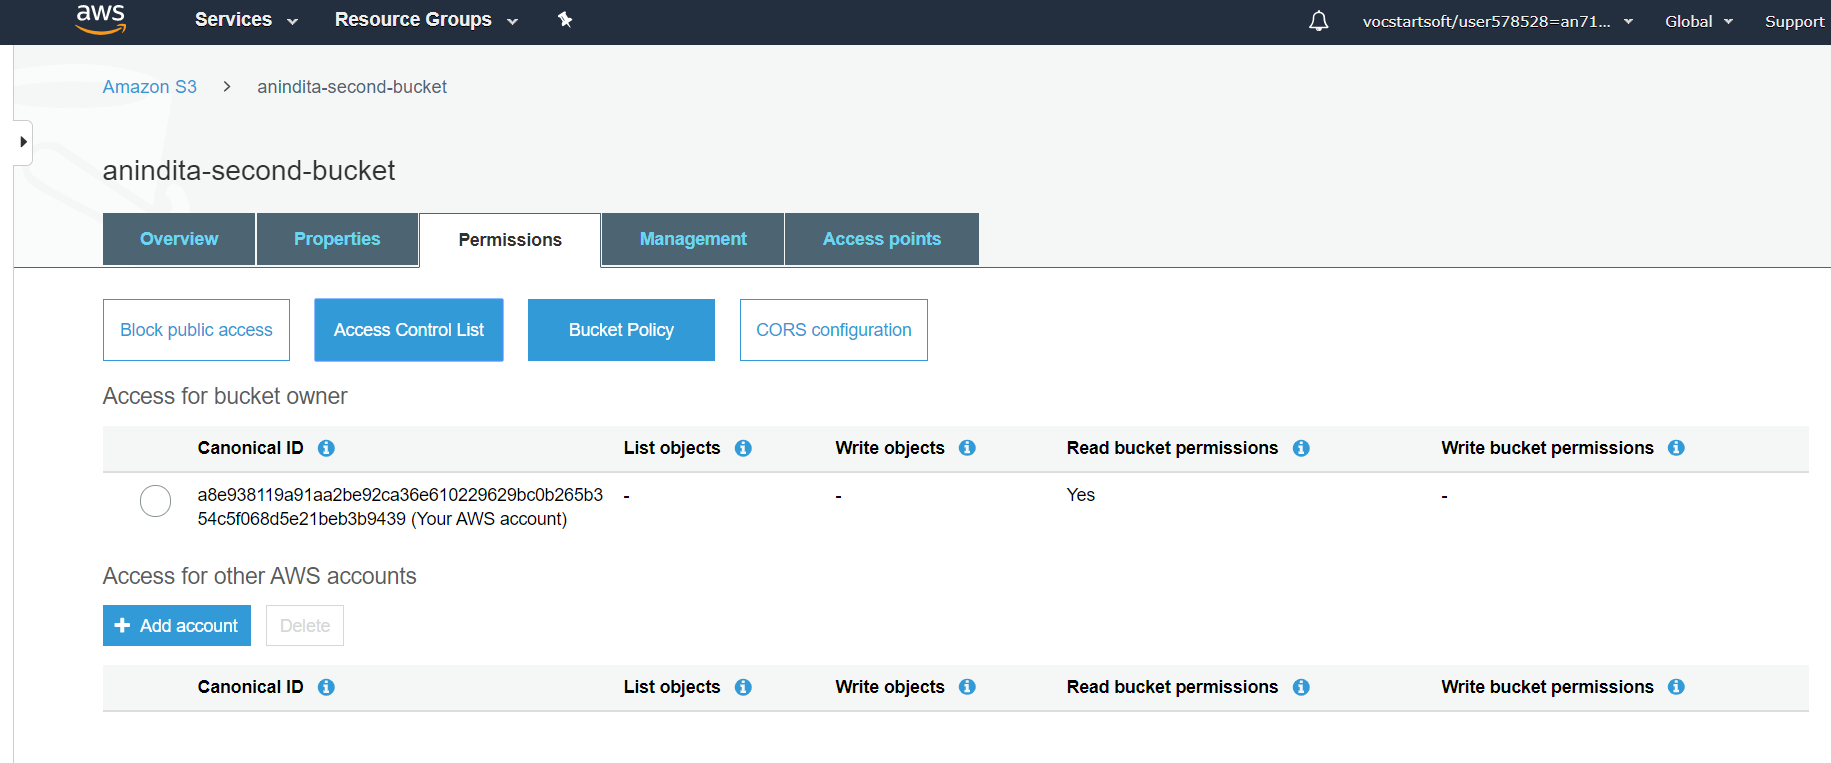 aws Services Resource Groups vocstartsoft/user578528=an71... Global Support
Amazon S3 > anindita-second-bucket
anindita-second-bucket
Overview Properties Permissions Management Access points
Block public access Access Control List Bucket Policy CORS configuration
Access for bucket owner
Canonical ID List objects Write objects Read bucket permissions Write bucket permissions
a8e938119a91aa2be92ca36e610229629bc0b265b3 - - Yes -
54c5f068d5e21beb3b9439 (Your AWS account)
Access for other AWS accounts
+ Add account Delete
Canonical ID List objects Write objects Read bucket permissions Write bucket permissions